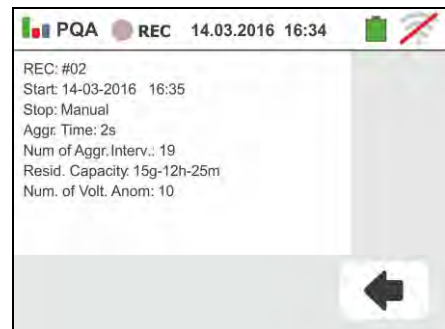 PQA REC 14.03.2016 16:34
REC: #02
Start: 14-03-2016 16:35
Stop: Manual
Aggr. Time: 2s
Num of Aggr.Interv.: 19
Resid. Capacity: 15g-12h-25m
Num. of Volt. Anom: 10